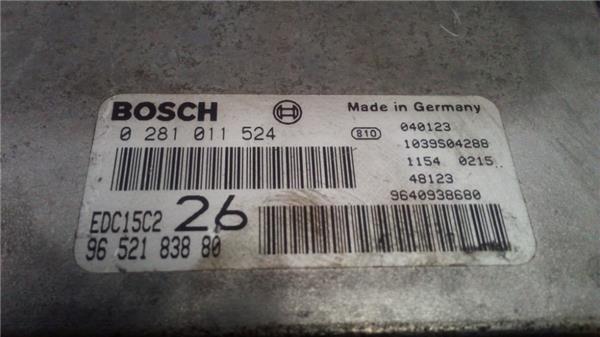 BOSCH Made in Germany
0 281 011 524 810 040123
1039S04288
1154 0215
48123
9640938680
EDC15C2 26
96 521 838 80